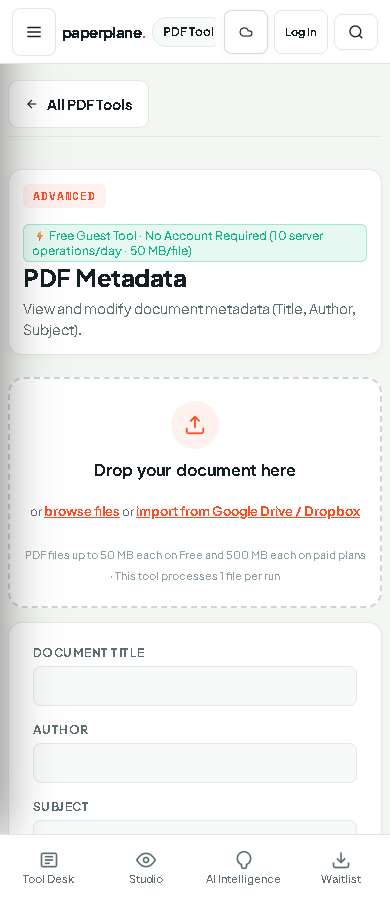 paperplane.
PDF Tool
Log In
All PDF Tools
ADVANCED
Free Guest Tool · No Account Required (10 server
operations/day · 50 MB/file)
PDF Metadata
View and modify document metadata (Title, Author,
Subject).
Drop your document here
or browse files or import from Google Drive / Dropbox
PDF files up to 50 MB each on Free and 500 MB each on paid plans
· This tool processes 1 file per run
DOCUMENT TITLE
AUTHOR
SUBJECT
Tool Desk
Studio
AI Intelligence
Waitlist